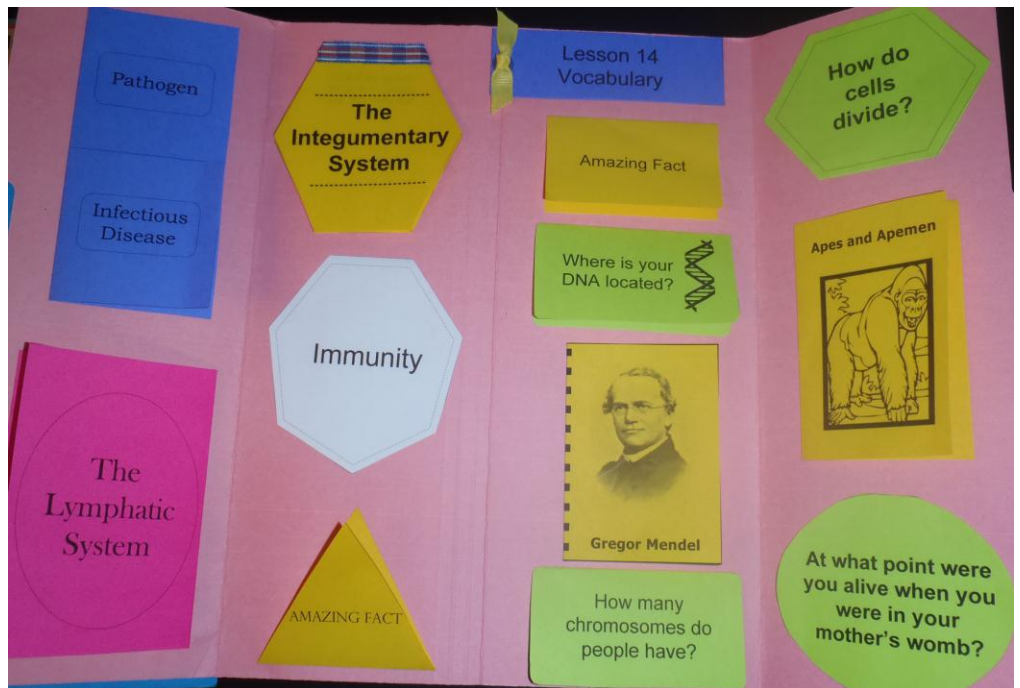 Pathogen
Infectious
Disease
The
Lymphatic
System
The
Integumentary
System
Immunity
AMAZING FACT
Lesson 14
Vocabulary
Amazing Fact
Where is your
DNA located?
Gregor Mendel
How many
chromosomes do
people have?
How do
cells
divide?
Apes and Apemen
At what point were
you alive when you
were in your
mother's womb?